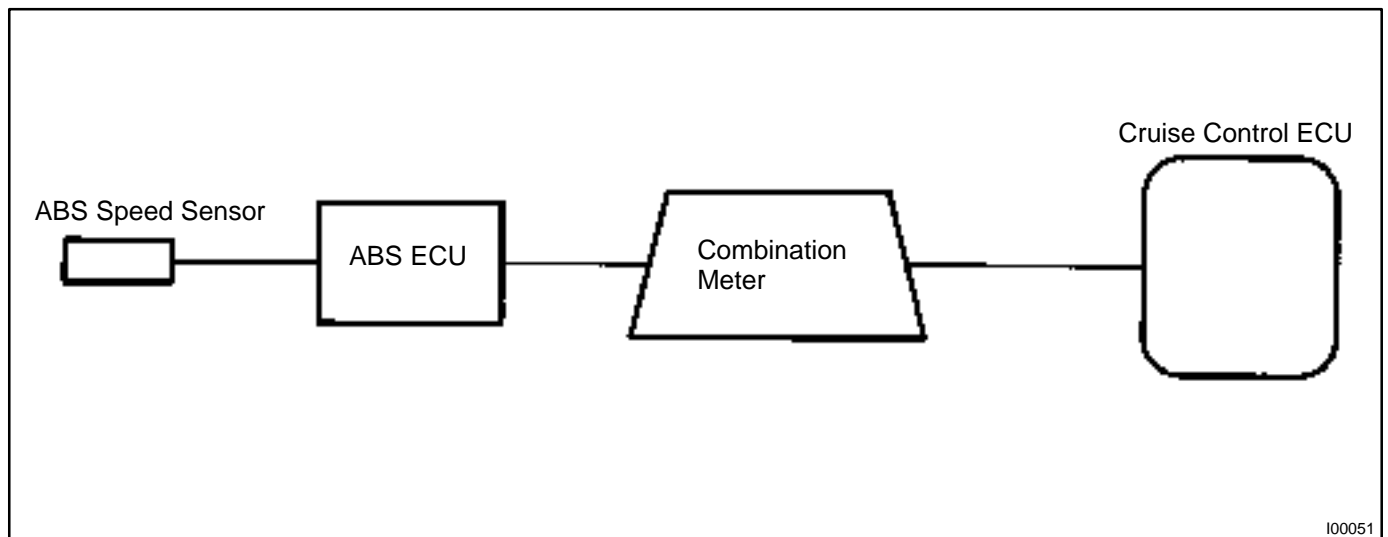 Cruise Control ECU
ABS Speed Sensor
ABS ECU
Combination
Meter
I00051